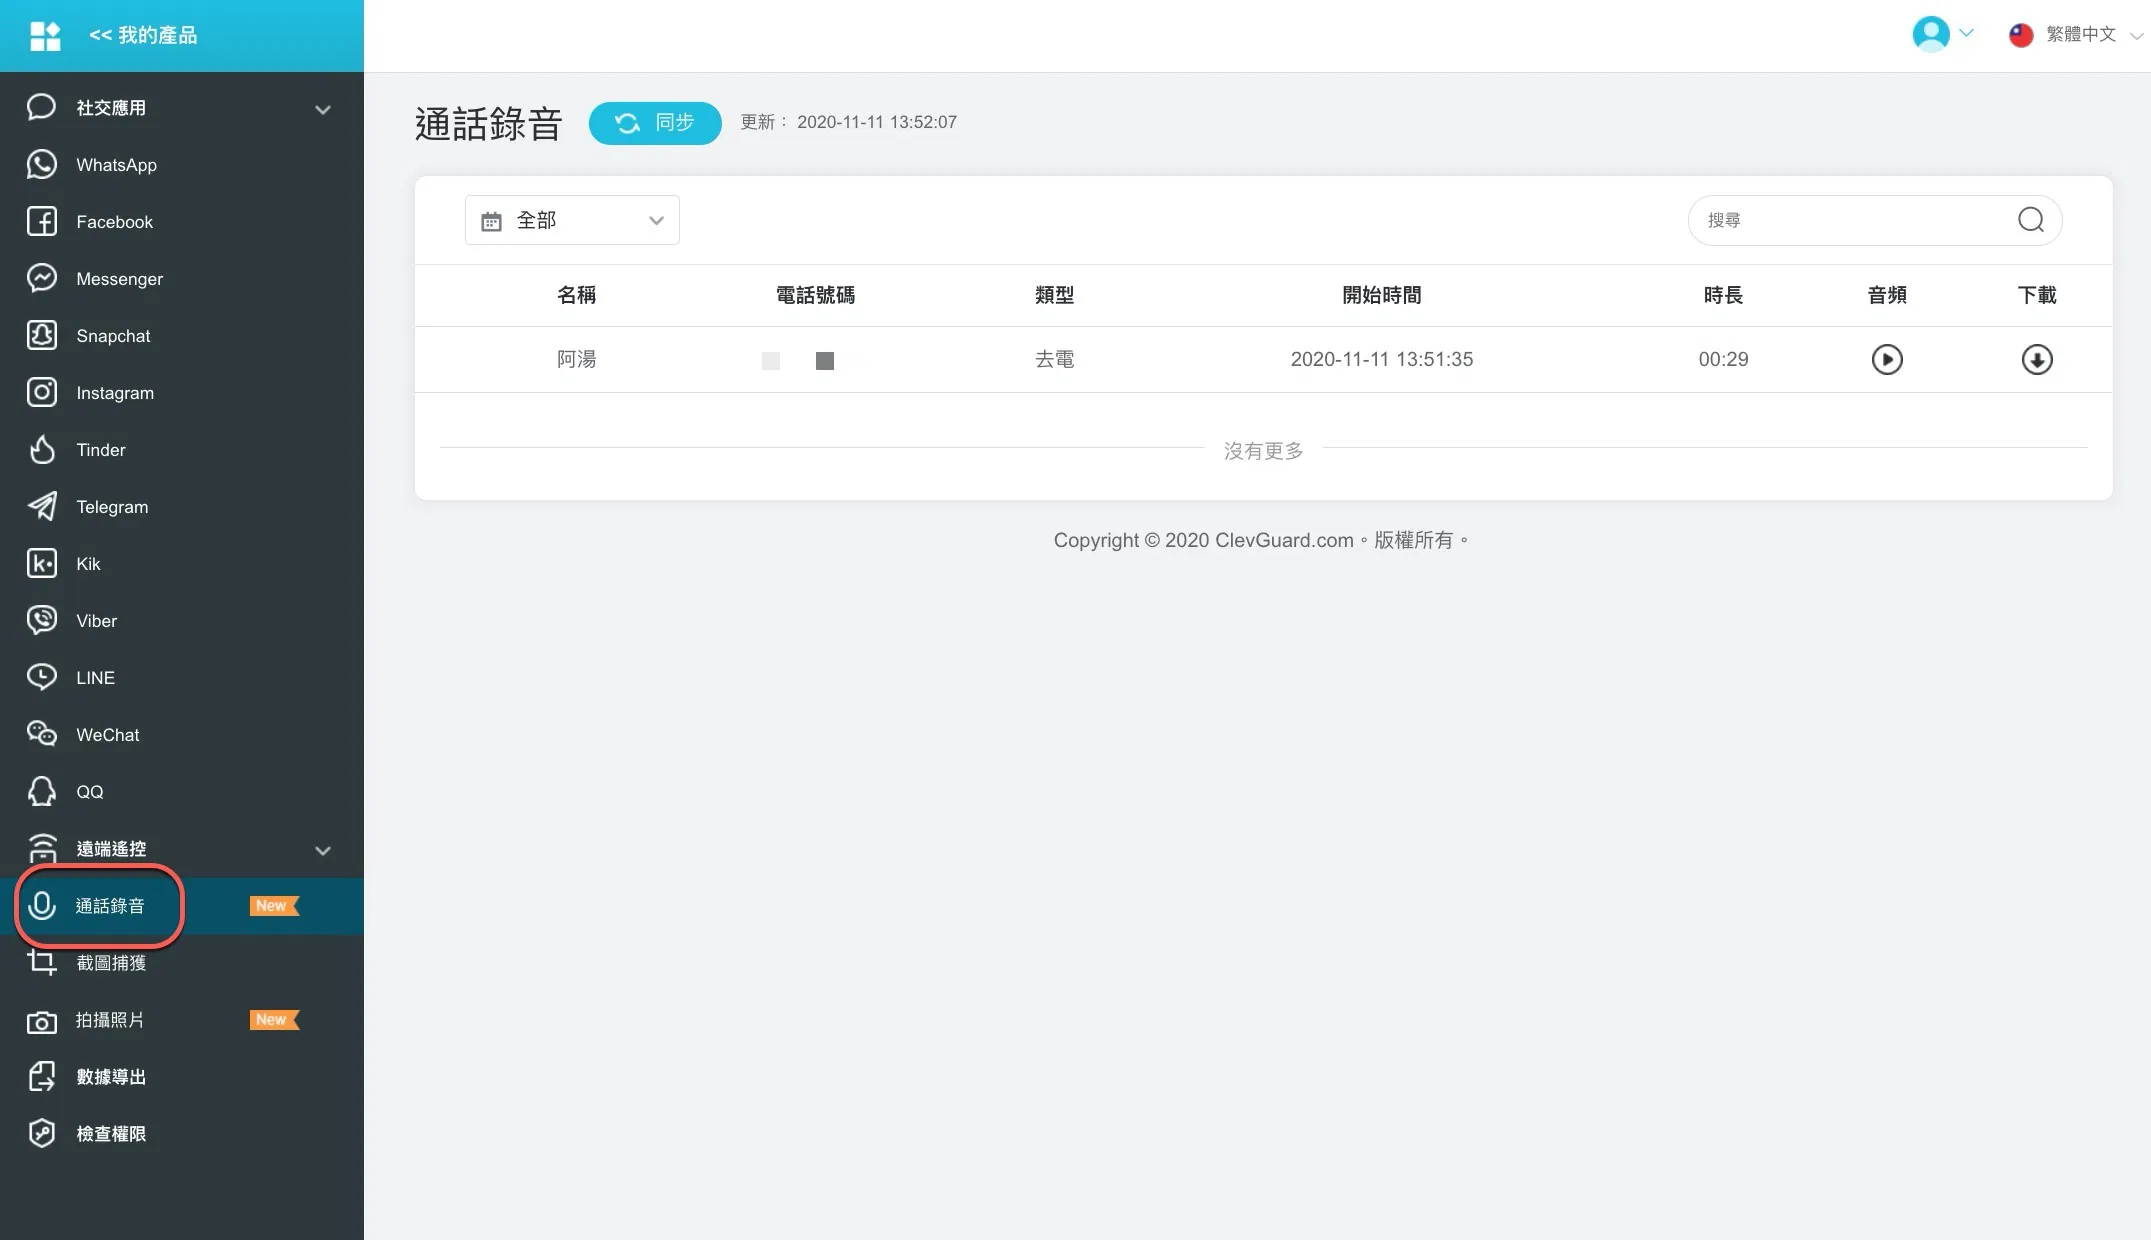 << 我的產品
繁體中文
社交應用
WhatsApp
Facebook
Messenger
Snapchat
Instagram
Tinder
Telegram
Kik
Viber
LINE
WeChat
QQ
遠端遙控
通話錄音 New
截圖捕獲
拍攝照片 New
數據導出
檢查權限
通話錄音 同步 更新： 2020-11-11 13:52:07
全部 搜尋
名稱 電話號碼 類型 開始時間 時長 音頻 下載
阿湯 去電 2020-11-11 13:51:35 00:29
沒有更多
Copyright © 2020 ClevGuard.com。版權所有。